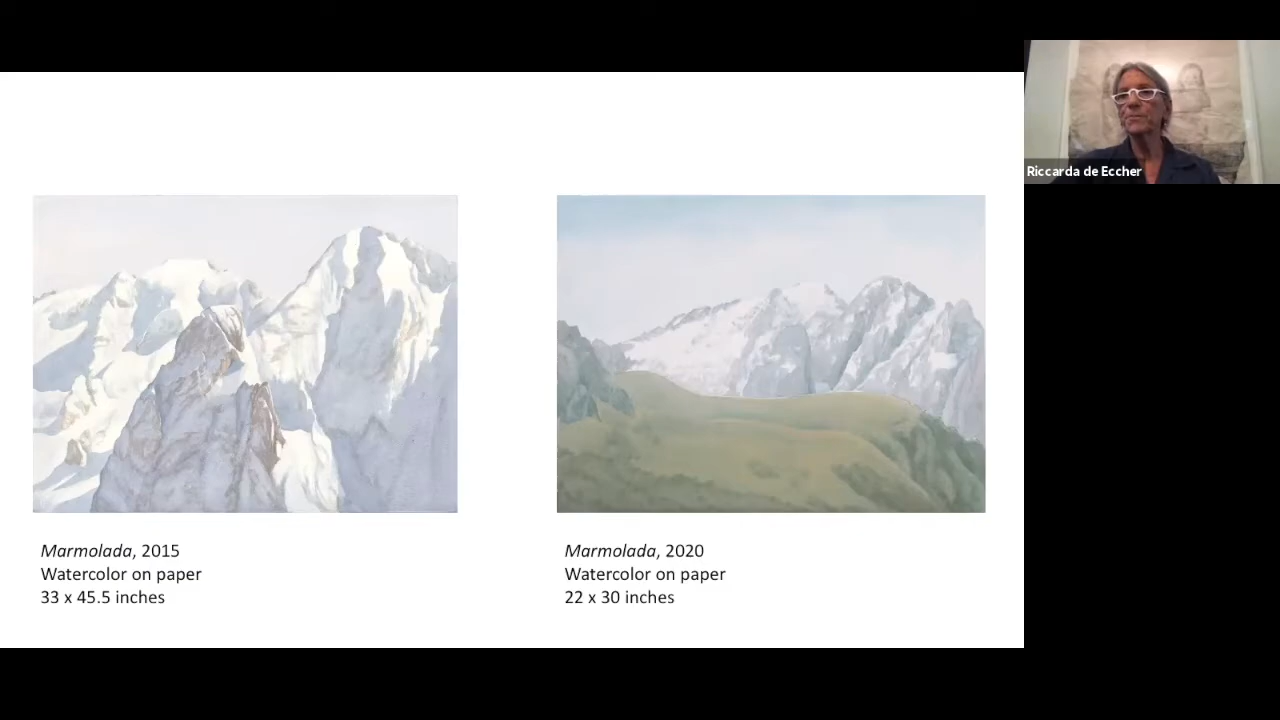 Riccarda de Eccher
Marmolada, 2015
Watercolor on paper
33 x 45.5 inches
Marmolada, 2020
Watercolor on paper
22 x 30 inches